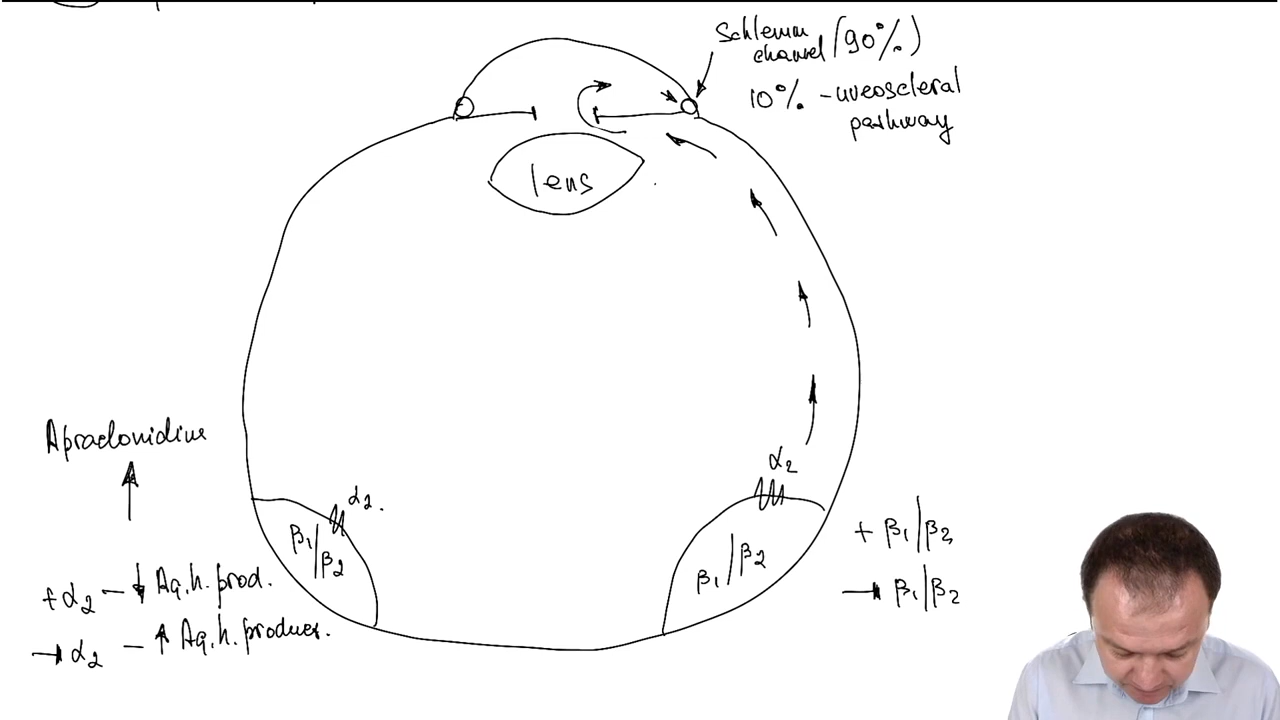 Schlemm
channel (90%)
10% - uveoscleral
pathway
lens
Apraclonidine
α2
α2.
β1/β2
β1/β2
+ β1/β2
⊣ β1/β2
+α2 - ↓ Aq.h. prod.
⊣ α2 - ↑ Aq.h. produc.